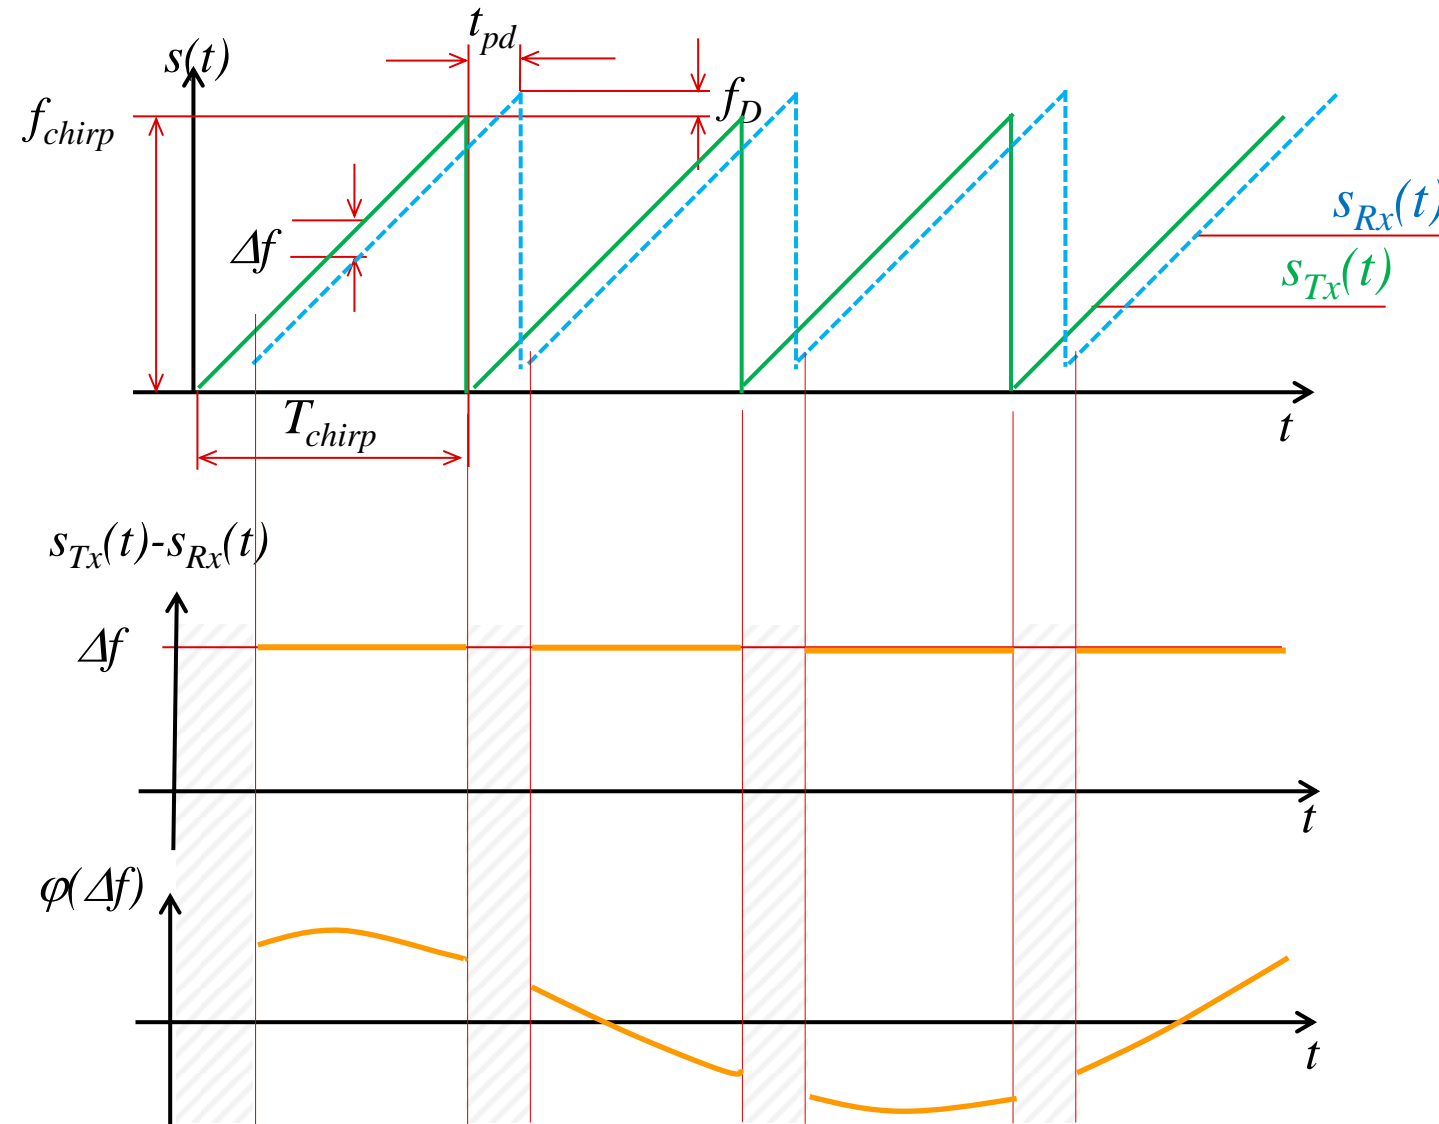 t_pd
s(t)
f_D
f_chirp
s_Rx(t)
Δf
s_Tx(t)
T_chirp
t
s_Tx(t)-s_Rx(t)
Δf
t
φ(Δf)
t